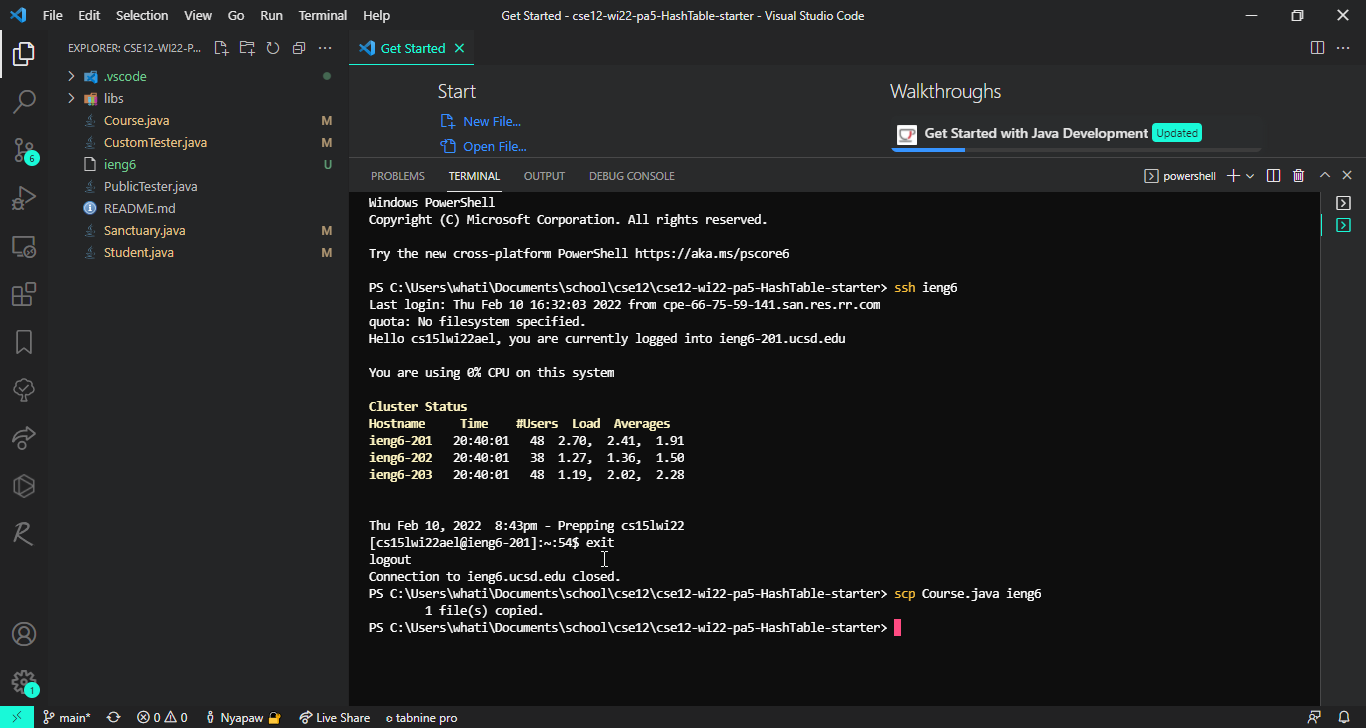 File Edit Selection View Go Run Terminal Help
Get Started - cse12-wi22-pa5-HashTable-starter - Visual Studio Code
EXPLORER: CSE12-WI22-P...
.vscode
libs
Course.java M
CustomTester.java M
ieng6 U
PublicTester.java
README.md
Sanctuary.java M
Student.java M
6
1
Get Started
Start
New File...
Open File...
Walkthroughs
Get Started with Java Development Updated
PROBLEMS TERMINAL OUTPUT DEBUG CONSOLE
powershell
Windows PowerShell
Copyright (C) Microsoft Corporation. All rights reserved.
Try the new cross-platform PowerShell https://aka.ms/pscore6
PS C:\Users\whati\Documents\school\cse12\cse12-wi22-pa5-HashTable-starter> ssh ieng6
Last login: Thu Feb 10 16:32:03 2022 from cpe-66-75-59-141.san.res.rr.com
quota: No filesystem specified.
Hello cs15lwi22ael, you are currently logged into ieng6-201.ucsd.edu
You are using 0% CPU on this system
Cluster Status
Hostname Time #Users Load Averages
ieng6-201 20:40:01 48 2.70, 2.41, 1.91
ieng6-202 20:40:01 38 1.27, 1.36, 1.50
ieng6-203 20:40:01 48 1.19, 2.02, 2.28
Thu Feb 10, 2022 8:43pm - Prepping cs15lwi22
[cs15lwi22ael@ieng6-201]:~:54$ exit
logout
Connection to ieng6.ucsd.edu closed.
PS C:\Users\whati\Documents\school\cse12\cse12-wi22-pa5-HashTable-starter> scp Course.java ieng6
1 file(s) copied.
PS C:\Users\whati\Documents\school\cse12\cse12-wi22-pa5-HashTable-starter>
main* 0 0 Nyapaw Live Share tabnine pro